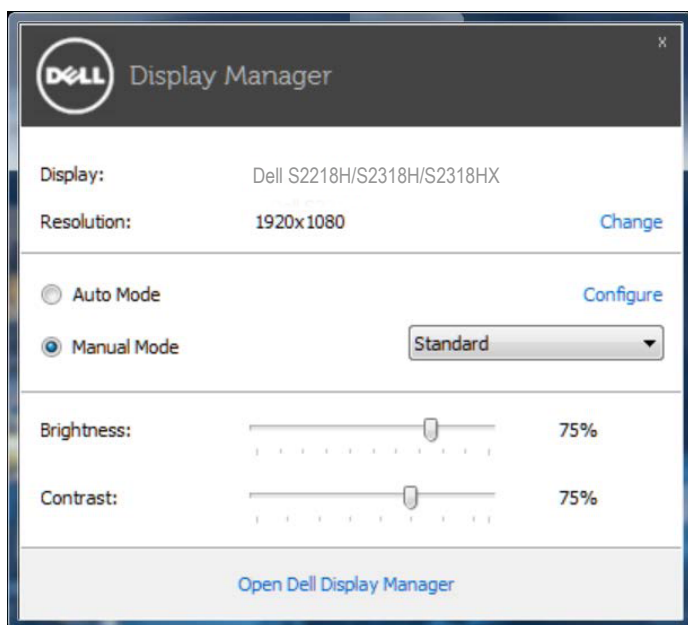 DELL Display Manager x
Display: Dell S2218H/S2318H/S2318HX
Resolution: 1920x1080 Change
Auto Mode Configure
Manual Mode Standard
Brightness: 75%
Contrast: 75%
Open Dell Display Manager